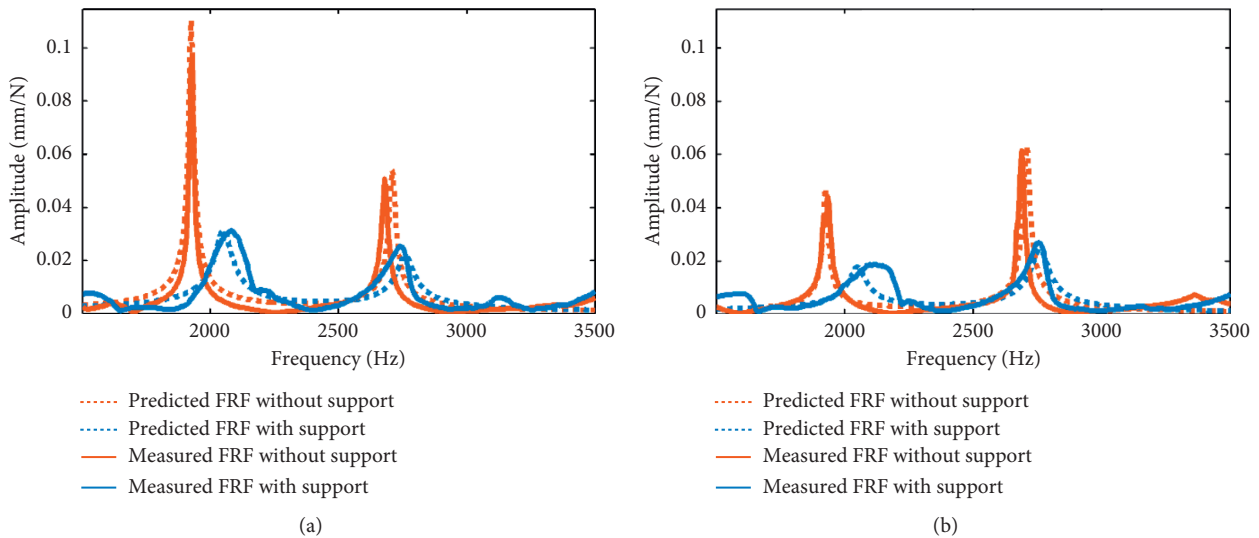 0.1
0.08
0.06
0.04
0.02
0
Amplitude (mm/N)
2000
2500
3000
3500
Frequency (Hz)
Predicted FRF without support
Predicted FRF with support
Measured FRF without support
Measured FRF with support
(a)
0.1
0.08
0.06
0.04
0.02
0
Amplitude (mm/N)
2000
2500
3000
3500
Frequency (Hz)
Predicted FRF without support
Predicted FRF with support
Measured FRF without support
Measured FRF with support
(b)